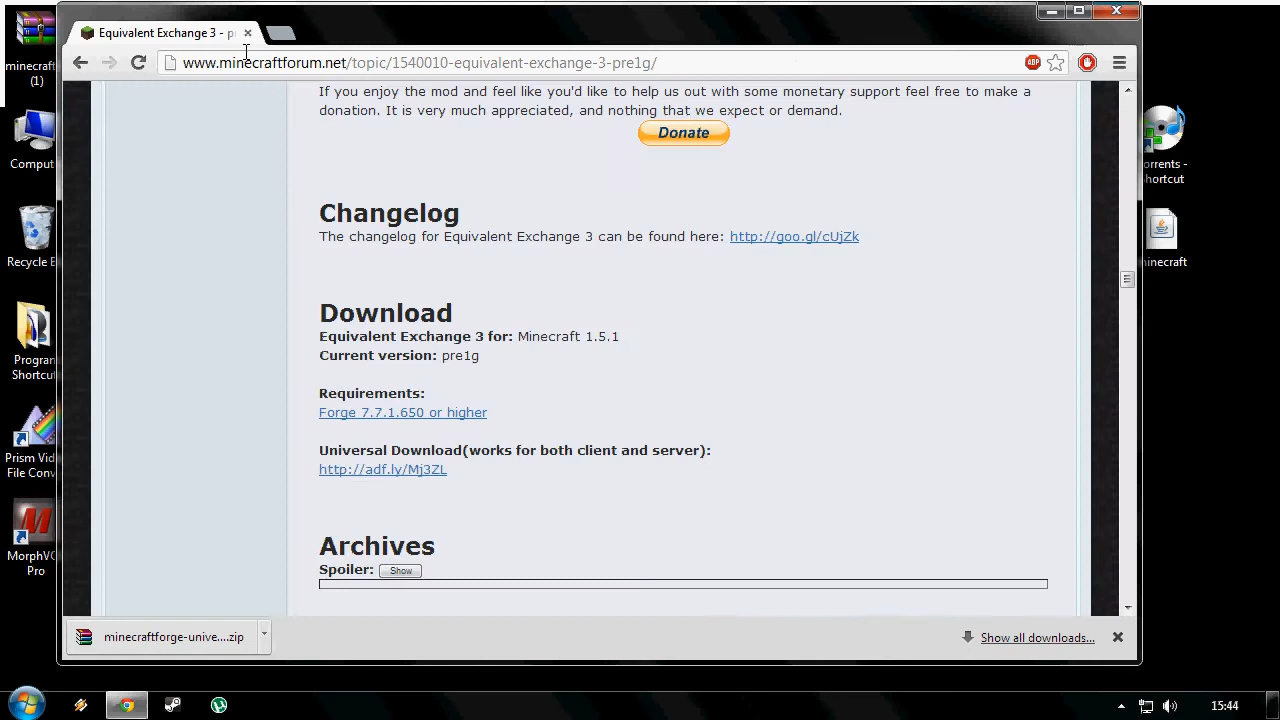 Equivalent Exchange 3 - p
www.minecraftforum.net/topic/1540010-equivalent-exchange-3-pre1g/
ABP
If you enjoy the mod and feel like you'd like to help us out with some monetary support feel free to make a
donation. It is very much appreciated, and nothing that we expect or demand.
Donate
Changelog
The changelog for Equivalent Exchange 3 can be found here: http://goo.gl/cUjZk
Download
Equivalent Exchange 3 for: Minecraft 1.5.1
Current version: pre1g
Requirements:
Forge 7.7.1.650 or higher
Universal Download(works for both client and server):
http://adf.ly/Mj3ZL
Archives
Spoiler: Show
minecraftforge-unive....zip
Show all downloads...
minecraft
(1)
Comput
Recycle B
Program
Shortcut
Prism Vid
File Conv
MorphVO
Pro
orrents -
Shortcut
inecraft
15:44